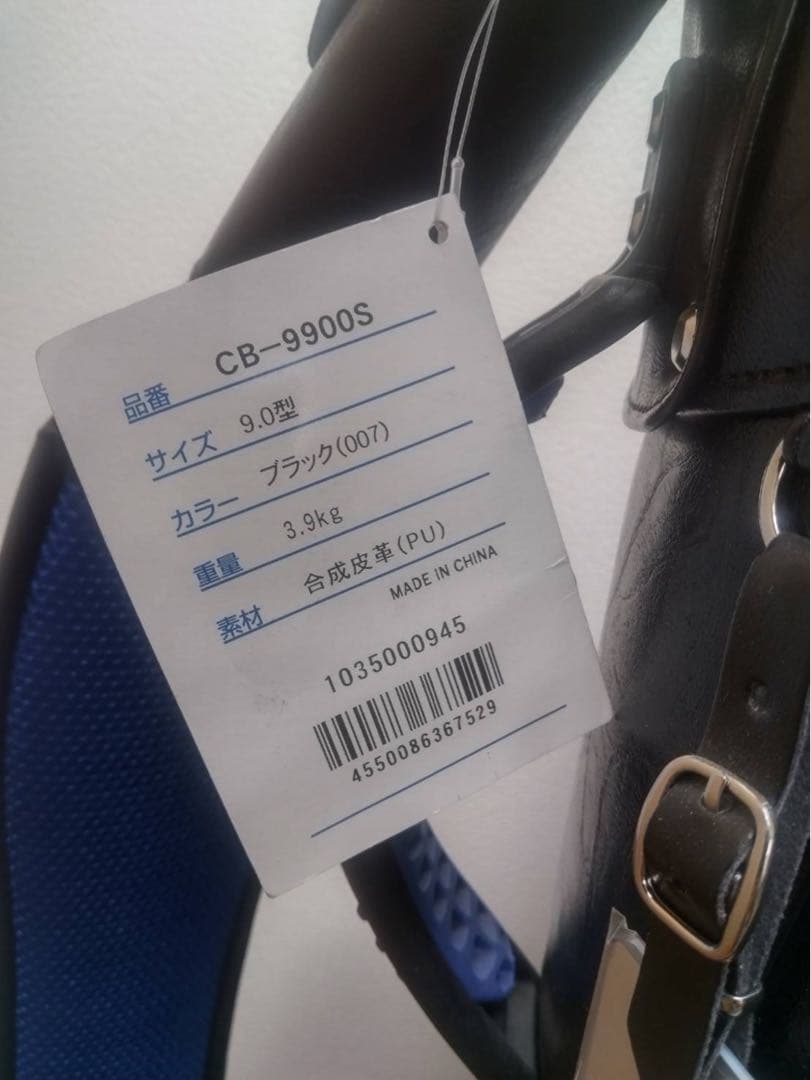 品番 CB-9900S
サイズ 9.0型
カラー ブラック(007)
重量 3.9kg
素材 合成皮革(PU)
MADE IN CHINA
1035000945
4550086367529